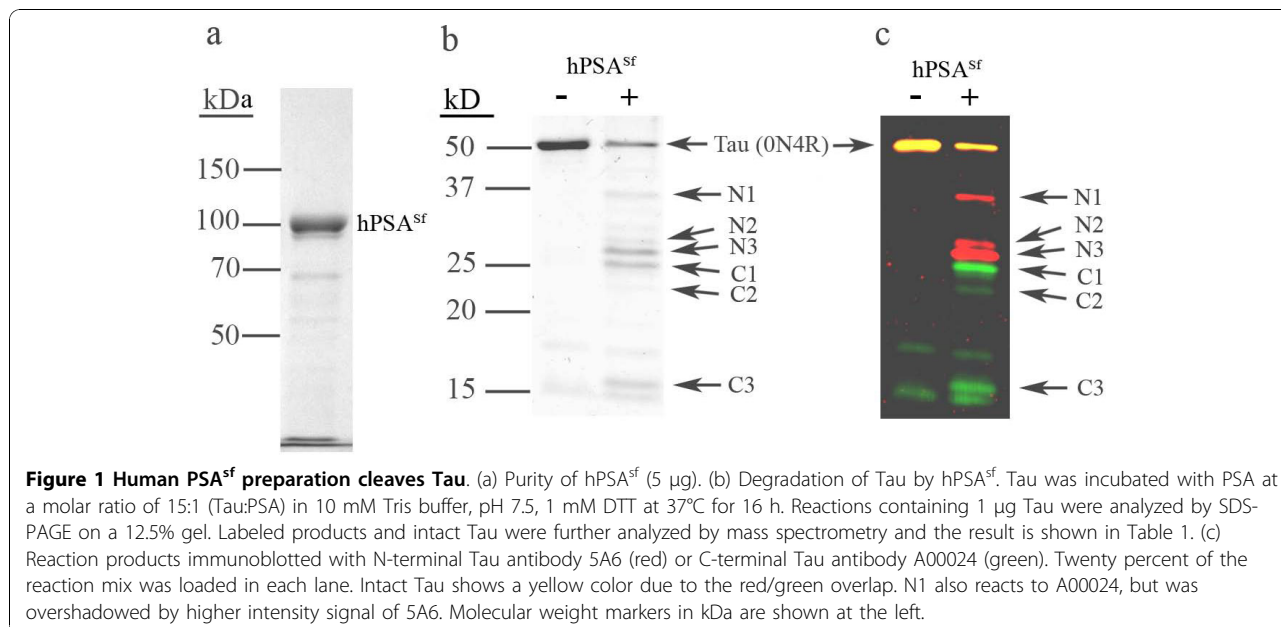 a
b
c
kDa
150
100
70
50
hPSAsf
hPSAsf
- +
kD
50
37
25
20
15
Tau (0N4R)
N1
N2
N3
C1
C2
C3
hPSAsf
- +
N1
N2
N3
C1
C2
C3
Figure 1 Human PSAsf preparation cleaves Tau. (a) Purity of hPSAsf (5 μg). (b) Degradation of Tau by hPSAsf. Tau was incubated with PSA at
a molar ratio of 15:1 (Tau:PSA) in 10 mM Tris buffer, pH 7.5, 1 mM DTT at 37°C for 16 h. Reactions containing 1 μg Tau were analyzed by SDS-
PAGE on a 12.5% gel. Labeled products and intact Tau were further analyzed by mass spectrometry and the result is shown in Table 1. (c)
Reaction products immunoblotted with N-terminal Tau antibody 5A6 (red) or C-terminal Tau antibody A00024 (green). Twenty percent of the
reaction mix was loaded in each lane. Intact Tau shows a yellow color due to the red/green overlap. N1 also reacts to A00024, but was
overshadowed by higher intensity signal of 5A6. Molecular weight markers in kDa are shown at the left.